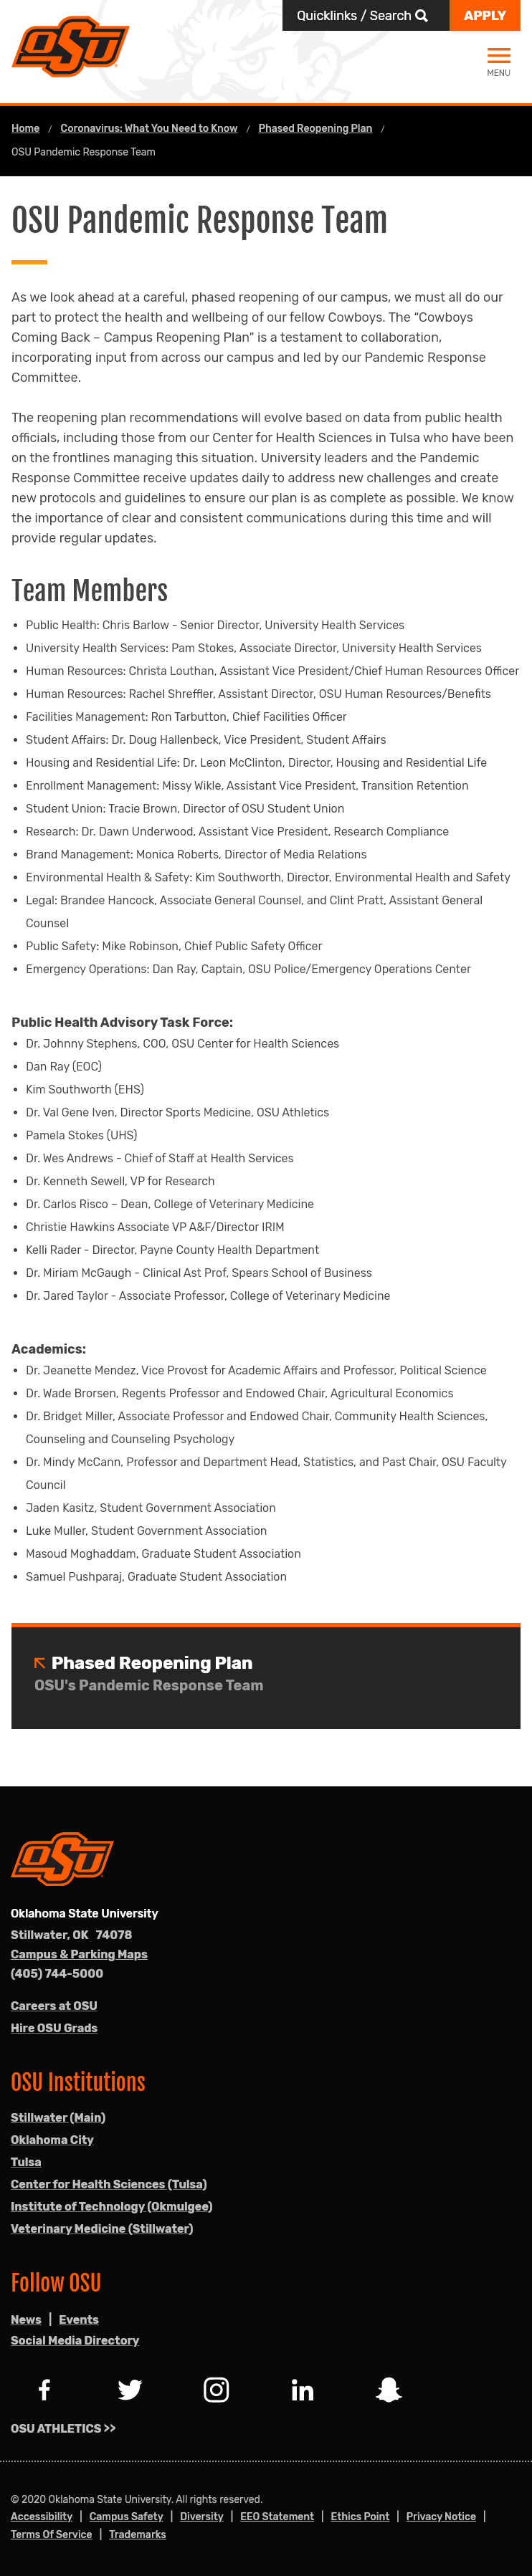 OSU
Quicklinks / Search
APPLY
MENU
Home / Coronavirus: What You Need to Know / Phased Reopening Plan /
OSU Pandemic Response Team
OSU Pandemic Response Team
As we look ahead at a careful, phased reopening of our campus, we must all do our
part to protect the health and wellbeing of our fellow Cowboys. The “Cowboys
Coming Back – Campus Reopening Plan” is a testament to collaboration,
incorporating input from across our campus and led by our Pandemic Response
Committee.
The reopening plan recommendations will evolve based on data from public health
officials, including those from our Center for Health Sciences in Tulsa who have been
on the frontlines managing this situation. University leaders and the Pandemic
Response Committee receive updates daily to address new challenges and create
new protocols and guidelines to ensure our plan is as complete as possible. We know
the importance of clear and consistent communications during this time and will
provide regular updates.
Team Members
• Public Health: Chris Barlow - Senior Director, University Health Services
• University Health Services: Pam Stokes, Associate Director, University Health Services
• Human Resources: Christa Louthan, Assistant Vice President/Chief Human Resources Officer
• Human Resources: Rachel Shreffler, Assistant Director, OSU Human Resources/Benefits
• Facilities Management: Ron Tarbutton, Chief Facilities Officer
• Student Affairs: Dr. Doug Hallenbeck, Vice President, Student Affairs
• Housing and Residential Life: Dr. Leon McClinton, Director, Housing and Residential Life
• Enrollment Management: Missy Wikle, Assistant Vice President, Transition Retention
• Student Union: Tracie Brown, Director of OSU Student Union
• Research: Dr. Dawn Underwood, Assistant Vice President, Research Compliance
• Brand Management: Monica Roberts, Director of Media Relations
• Environmental Health & Safety: Kim Southworth, Director, Environmental Health and Safety
• Legal: Brandee Hancock, Associate General Counsel, and Clint Pratt, Assistant General
Counsel
• Public Safety: Mike Robinson, Chief Public Safety Officer
• Emergency Operations: Dan Ray, Captain, OSU Police/Emergency Operations Center
Public Health Advisory Task Force:
• Dr. Johnny Stephens, COO, OSU Center for Health Sciences
• Dan Ray (EOC)
• Kim Southworth (EHS)
• Dr. Val Gene Iven, Director Sports Medicine, OSU Athletics
• Pamela Stokes (UHS)
• Dr. Wes Andrews - Chief of Staff at Health Services
• Dr. Kenneth Sewell, VP for Research
• Dr. Carlos Risco – Dean, College of Veterinary Medicine
• Christie Hawkins Associate VP A&F/Director IRIM
• Kelli Rader - Director, Payne County Health Department
• Dr. Miriam McGaugh - Clinical Ast Prof, Spears School of Business
• Dr. Jared Taylor - Associate Professor, College of Veterinary Medicine
Academics:
• Dr. Jeanette Mendez, Vice Provost for Academic Affairs and Professor, Political Science
• Dr. Wade Brorsen, Regents Professor and Endowed Chair, Agricultural Economics
• Dr. Bridget Miller, Associate Professor and Endowed Chair, Community Health Sciences,
Counseling and Counseling Psychology
• Dr. Mindy McCann, Professor and Department Head, Statistics, and Past Chair, OSU Faculty
Council
• Jaden Kasitz, Student Government Association
• Luke Muller, Student Government Association
• Masoud Moghaddam, Graduate Student Association
• Samuel Pushparaj, Graduate Student Association
Phased Reopening Plan
OSU's Pandemic Response Team
OSU
Oklahoma State University
Stillwater, OK 74078
Campus & Parking Maps
(405) 744-5000
Careers at OSU
Hire OSU Grads
OSU Institutions
Stillwater (Main)
Oklahoma City
Tulsa
Center for Health Sciences (Tulsa)
Institute of Technology (Okmulgee)
Veterinary Medicine (Stillwater)
Follow OSU
News | Events
Social Media Directory
OSU ATHLETICS >>
© 2020 Oklahoma State University. All rights reserved.
Accessibility | Campus Safety | Diversity | EEO Statement | Ethics Point | Privacy Notice |
Terms Of Service | Trademarks